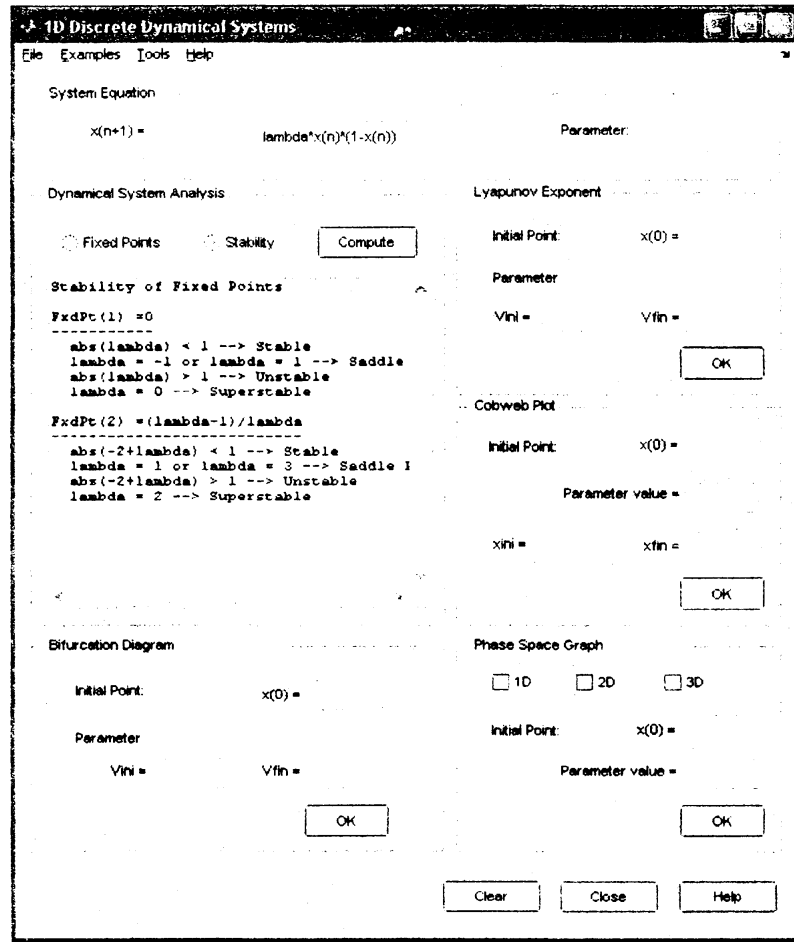 1D Discrete Dynamical Systems
File Examples Tools Help
System Equation
x(n+1) = lambda*x(n)*(1-x(n))
Parameter:
Dynamical System Analysis
Fixed Points Stability Compute
Stability of Fixed Points
FxdPt(1) =0
-----------
abs(lambda) < 1 --> Stable
lambda = -1 or lambda = 1 --> Saddle
abs(lambda) > 1 --> Unstable
lambda = 0 --> Superstable
FxdPt(2) =(lambda-1)/lambda
---------------------------
abs(-2+lambda) < 1 --> Stable
lambda = 1 or lambda = 3 --> Saddle I
abs(-2+lambda) > 1 --> Unstable
lambda = 2 --> Superstable
Lyapunov Exponent
Initial Point: x(0) =
Parameter
Vini = Vfin =
OK
Cobweb Plot
Initial Point: x(0) =
Parameter value =
xini = xfin =
OK
Bifurcation Diagram
Initial Point: x(0) =
Parameter
Vini = Vfin =
OK
Phase Space Graph
1D 2D 3D
Initial Point: x(0) =
Parameter value =
OK
Clear Close Help